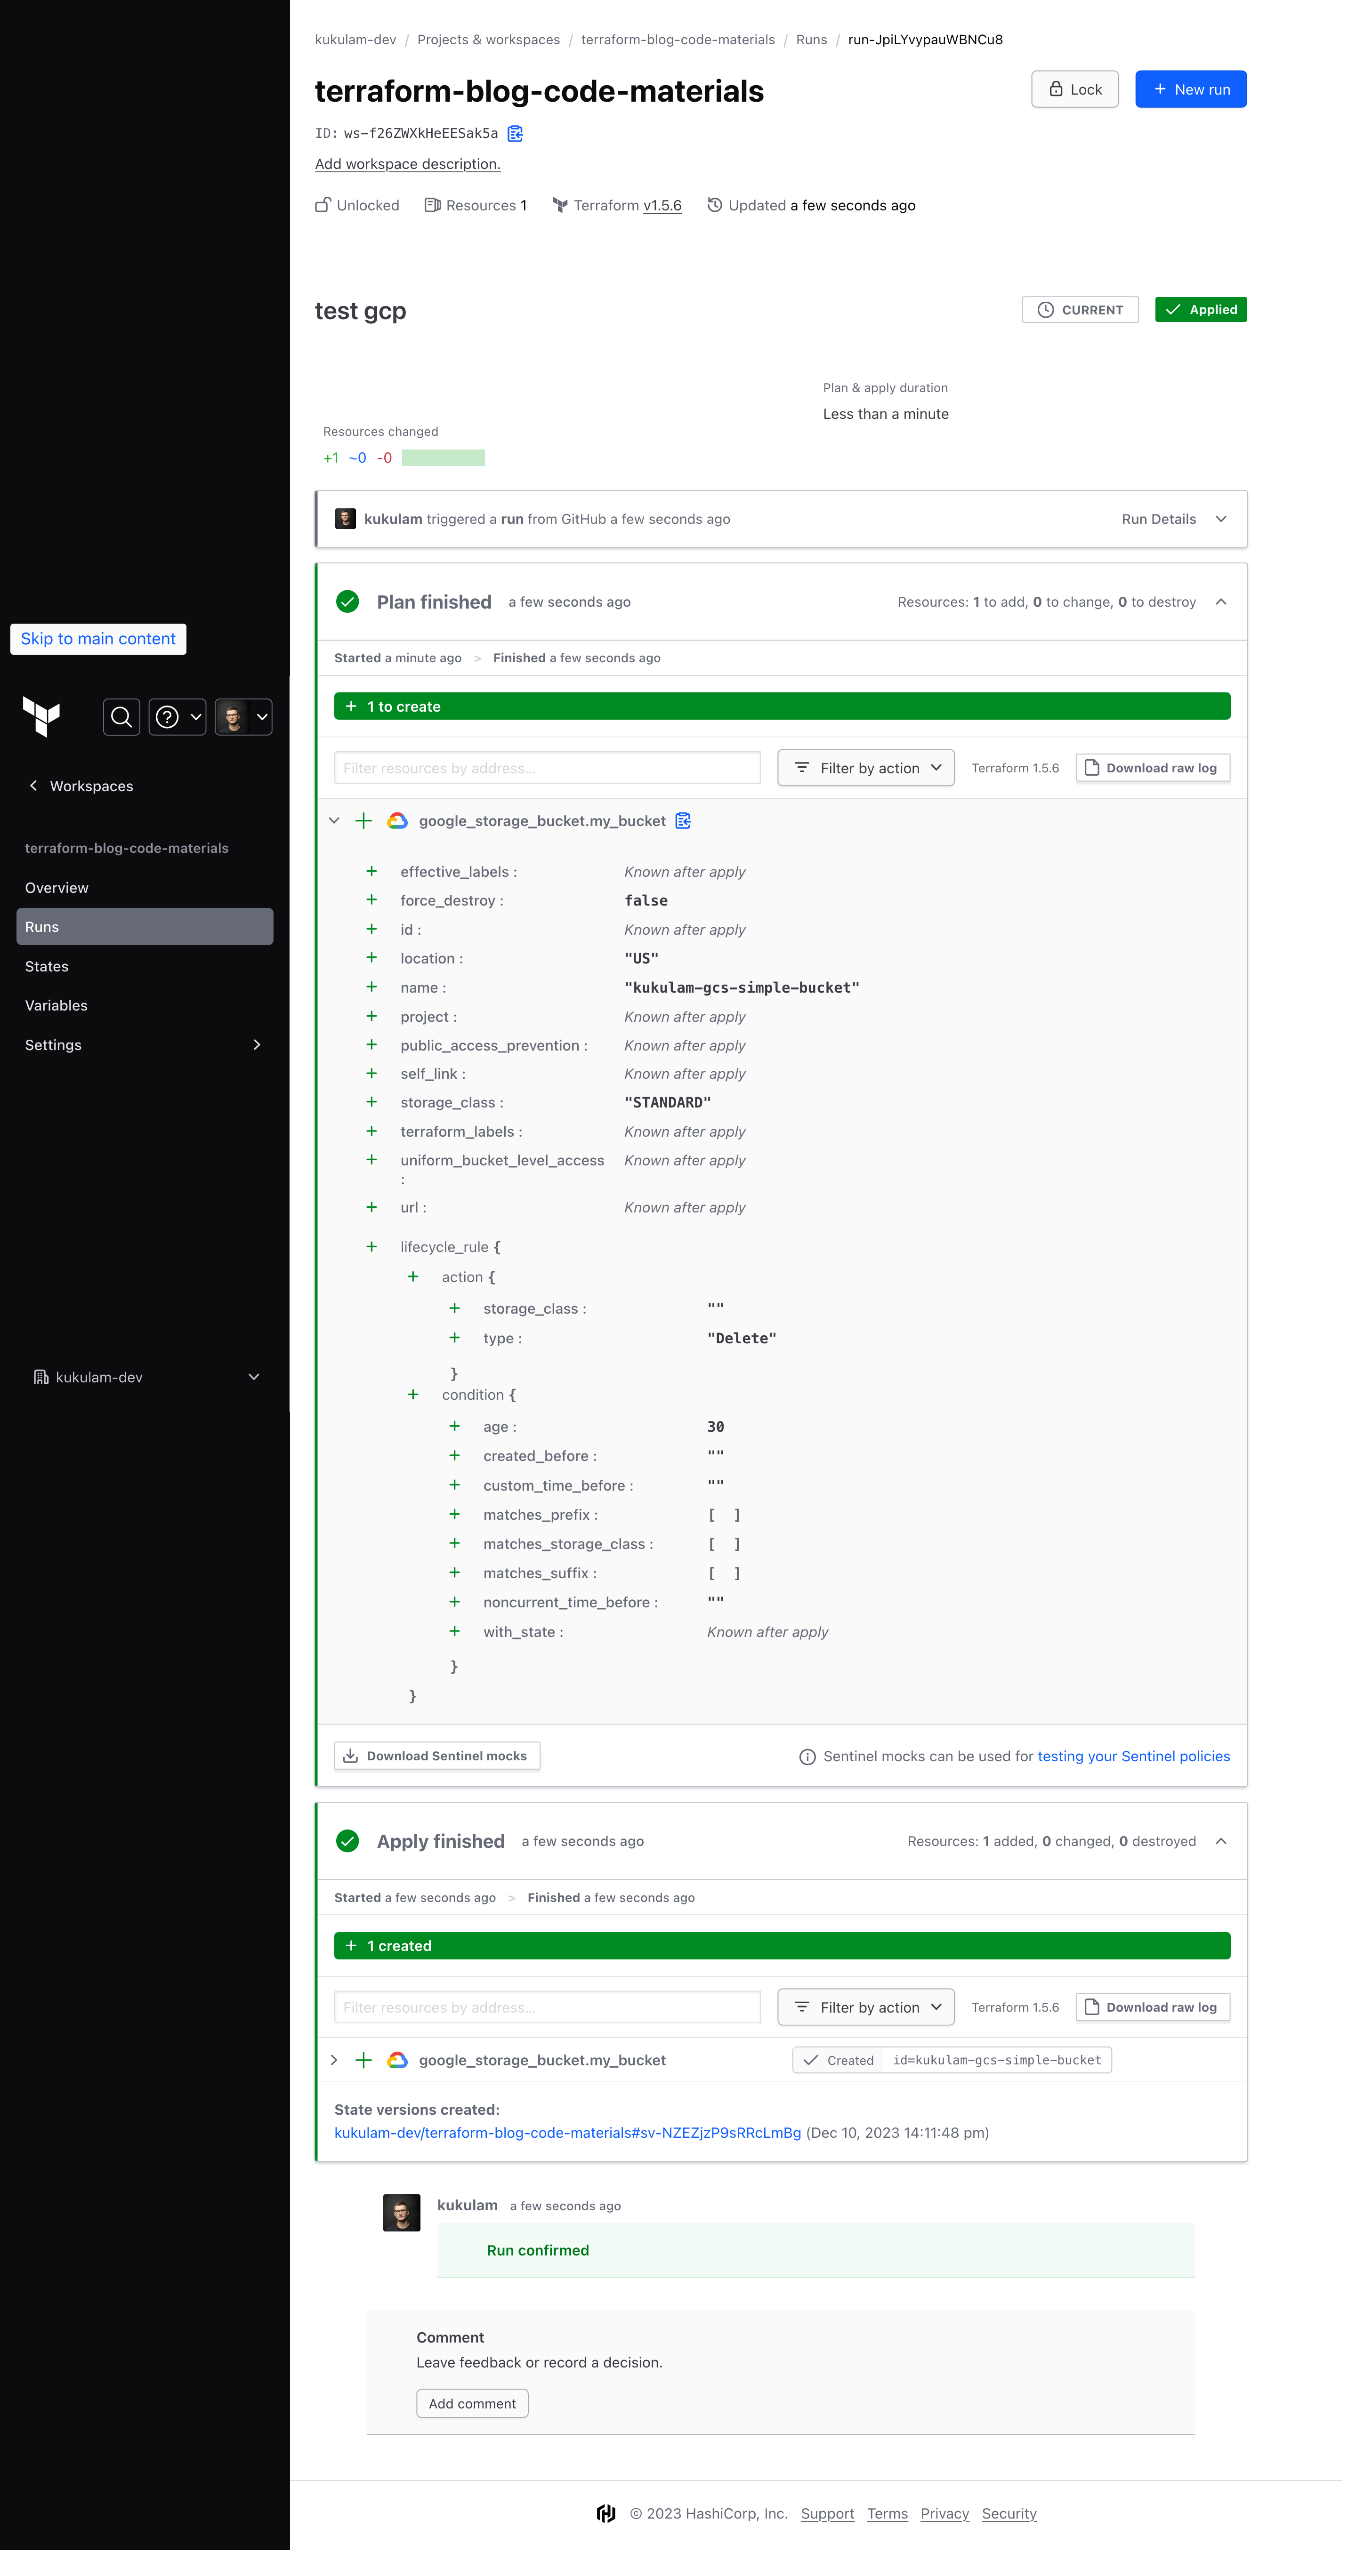 kukulam-dev / Projects & workspaces / terraform-blog-code-materials / Runs / run-JpiLYvypauWBNCu8
terraform-blog-code-materials
Lock
+ New run
ID: ws-f26ZWXkHeEESak5a
Add workspace description.
Unlocked Resources 1 Terraform v1.5.6 Updated a few seconds ago
test gcp
CURRENT
Applied
Plan & apply duration
Less than a minute
Resources changed
+1 ~0 -0
kukulam triggered a run from GitHub a few seconds ago
Run Details
Plan finished a few seconds ago
Resources: 1 to add, 0 to change, 0 to destroy
Skip to main content
Started a minute ago > Finished a few seconds ago
+ 1 to create
Filter resources by address...
Filter by action
Terraform 1.5.6
Download raw log
Workspaces
terraform-blog-code-materials
Overview
Runs
States
Variables
Settings
kukulam-dev
+ google_storage_bucket.my_bucket
+ effective_labels : Known after apply
+ force_destroy : false
+ id : Known after apply
+ location : "US"
+ name : "kukulam-gcs-simple-bucket"
+ project : Known after apply
+ public_access_prevention : Known after apply
+ self_link : Known after apply
+ storage_class : "STANDARD"
+ terraform_labels : Known after apply
+ uniform_bucket_level_access Known after apply
:
+ url : Known after apply
+ lifecycle_rule {
+ action {
+ storage_class : ""
+ type : "Delete"
}
+ condition {
+ age : 30
+ created_before : ""
+ custom_time_before : ""
+ matches_prefix : [ ]
+ matches_storage_class : [ ]
+ matches_suffix : [ ]
+ noncurrent_time_before : ""
+ with_state : Known after apply
}
}
Download Sentinel mocks
Sentinel mocks can be used for testing your Sentinel policies
Apply finished a few seconds ago
Resources: 1 added, 0 changed, 0 destroyed
Started a few seconds ago > Finished a few seconds ago
+ 1 created
Filter resources by address...
Filter by action
Terraform 1.5.6
Download raw log
+ google_storage_bucket.my_bucket
Created id=kukulam-gcs-simple-bucket
State versions created:
kukulam-dev/terraform-blog-code-materials#sv-NZEZjzP9sRRcLmBg (Dec 10, 2023 14:11:48 pm)
kukulam a few seconds ago
Run confirmed
Comment
Leave feedback or record a decision.
Add comment
© 2023 HashiCorp, Inc. Support Terms Privacy Security